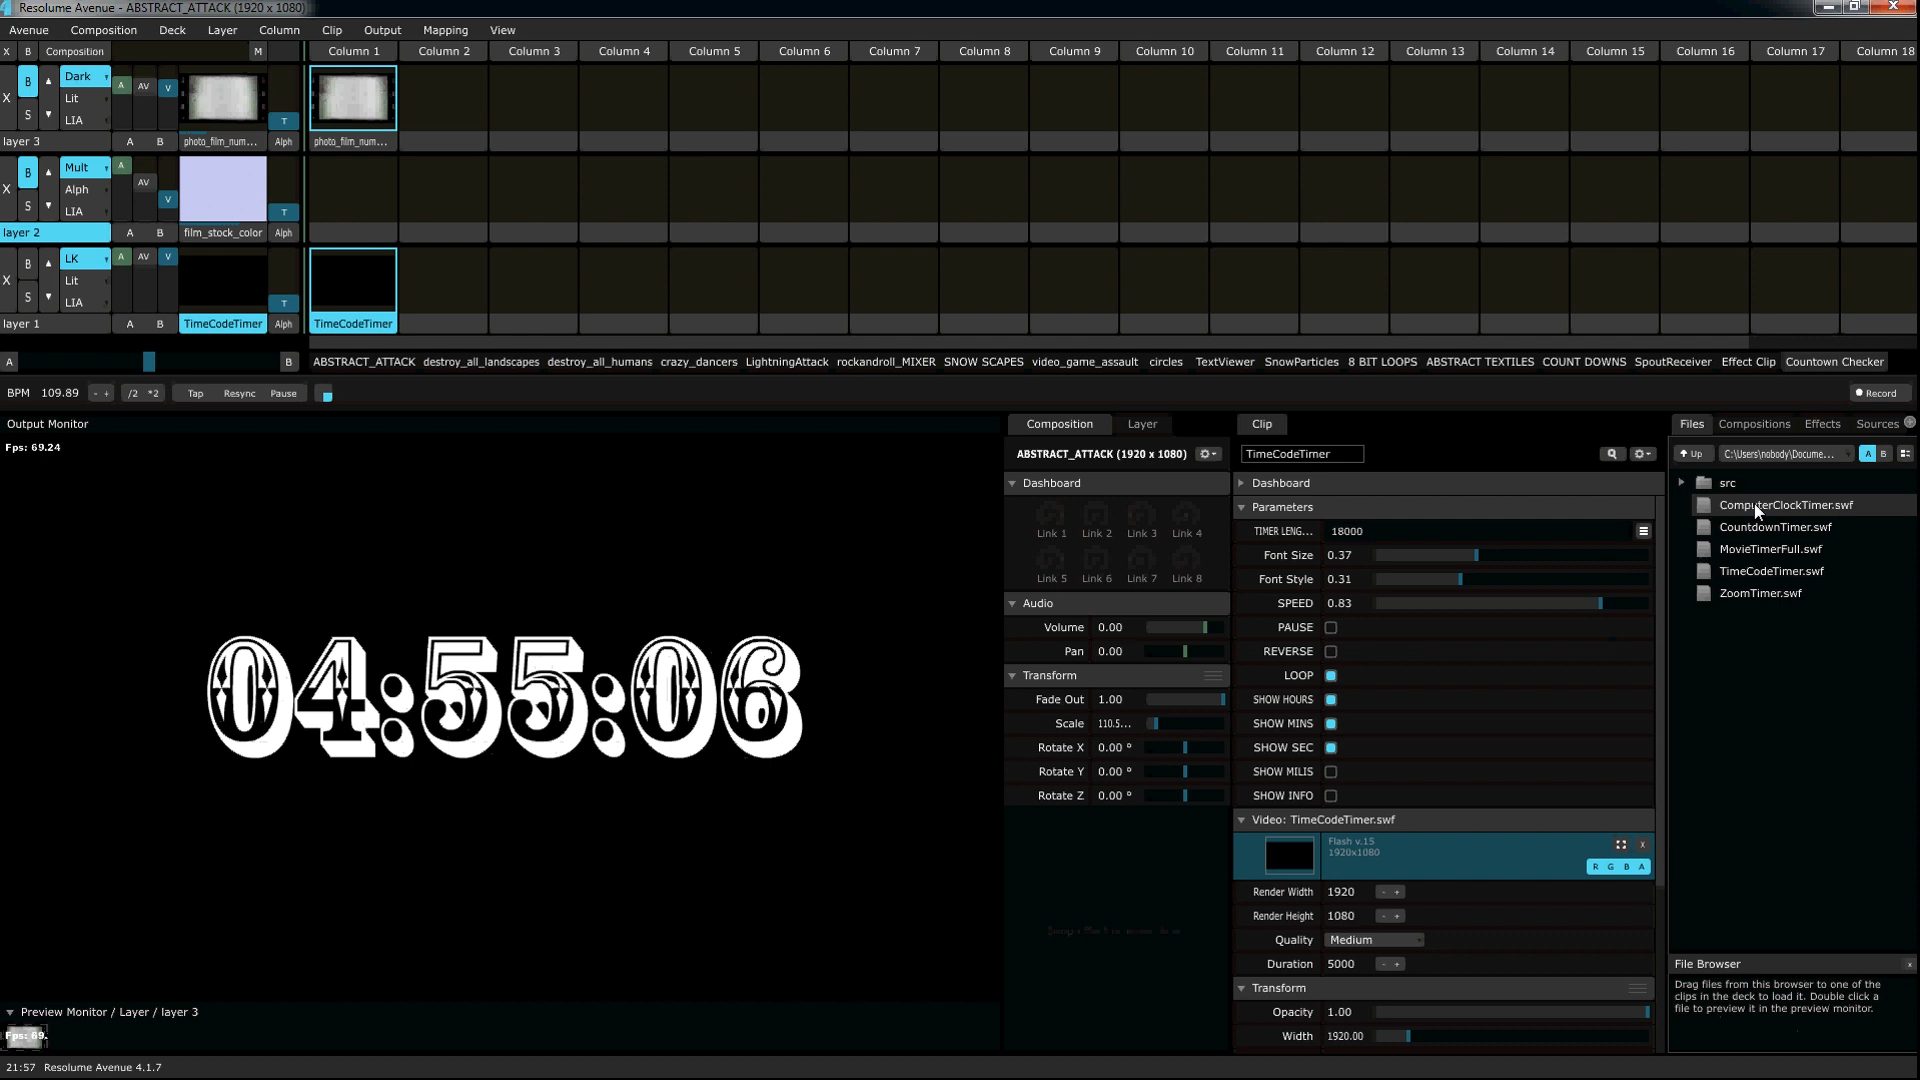 Resolume Avenue - ABSTRACT_ATTACK (1920 x 1080)
Avenue Composition Deck Layer Column Clip Output Mapping View
X B Composition M Column 1 Column 2 Column 3 Column 4 Column 5 Column 6 Column 7 Column 8 Column 9 Column 10 Column 11 Column 12 Column 13 Column 14 Column 15 Column 16 Column 17 Column 18
B Dark A AV V
X Lit
S LIA T
layer 3 A B photo_film_num... Alph photo_film_num...
B Mult A
X Alph AV
V
S LIA T
layer 2 A B film_stock_color Alph
B LK A AV V
X Lit
S LIA T
layer 1 A B TimeCodeTimer Alph TimeCodeTimer
A B ABSTRACT_ATTACK destroy_all_landscapes destroy_all_humans crazy_dancers LightningAttack rockandroll_MIXER SNOW SCAPES video_game_assault circles TextViewer SnowParticles 8 BIT LOOPS ABSTRACT TEXTILES COUNT DOWNS SpoutReceiver Effect Clip Countown Checker
BPM 109.89 - + /2 *2 Tap Resync Pause Record
Output Monitor
Fps: 69.24
04:55:06
Preview Monitor / Layer / layer 3
Fps: 69.
21:57 Resolume Avenue 4.1.7
Composition Layer
ABSTRACT_ATTACK (1920 x 1080)
Dashboard
Link 1 Link 2 Link 3 Link 4
Link 5 Link 6 Link 7 Link 8
Audio
Volume 0.00
Pan 0.00
Transform
Fade Out 1.00
Scale 110.5...
Rotate X 0.00 °
Rotate Y 0.00 °
Rotate Z 0.00 °
Clip
TimeCodeTimer
Dashboard
Parameters
TIMER LENG... 18000
Font Size 0.37
Font Style 0.31
SPEED 0.83
PAUSE
REVERSE
LOOP
SHOW HOURS
SHOW MINS
SHOW SEC
SHOW MILIS
SHOW INFO
Video: TimeCodeTimer.swf
Flash v.15
1920x1080
X
R G B A
Render Width 1920 - +
Render Height 1080 - +
Quality Medium
Duration 5000 - +
Transform
Opacity 1.00
Width 1920.00
Files Compositions Effects Sources
Up C:\Users\nobody\Docume... A B
src
ComputerClockTimer.swf
CountdownTimer.swf
MovieTimerFull.swf
TimeCodeTimer.swf
ZoomTimer.swf
File Browser x
Drag files from this browser to one of the
clips in the deck to load it. Double click a
file to preview it in the preview monitor.